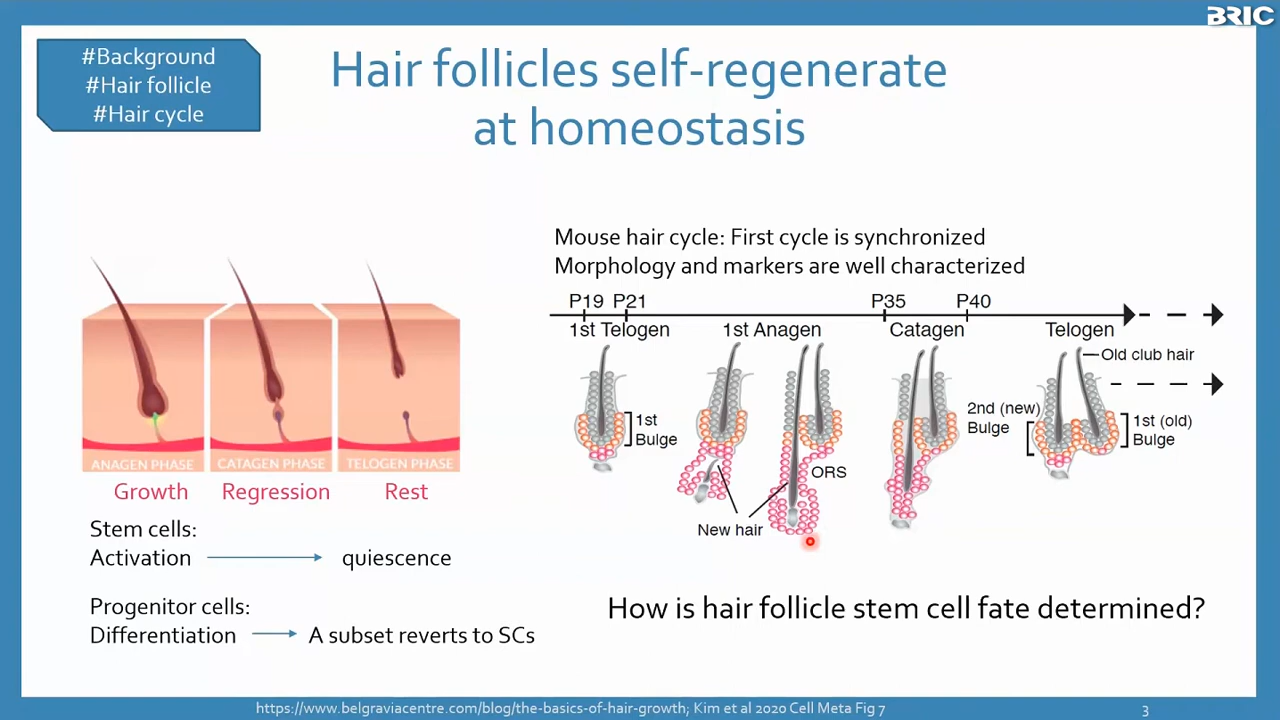 BRIC
#Background
#Hair follicle
#Hair cycle
Hair follicles self-regenerate
at homeostasis
ANAGEN PHASE
CATAGEN PHASE
TELOGEN PHASE
Growth
Regression
Rest
Stem cells:
Activation quiescence
Progenitor cells:
Differentiation A subset reverts to SCs
Mouse hair cycle: First cycle is synchronized
Morphology and markers are well characterized
P19 P21 P35 P40
1st Telogen 1st Anagen Catagen Telogen
Old club hair
1st
Bulge
ORS
New hair
2nd (new)
Bulge
1st (old)
Bulge
How is hair follicle stem cell fate determined?
https://www.belgraviacentre.com/blog/the-basics-of-hair-growth; Kim et al 2020 Cell Meta Fig 7
3